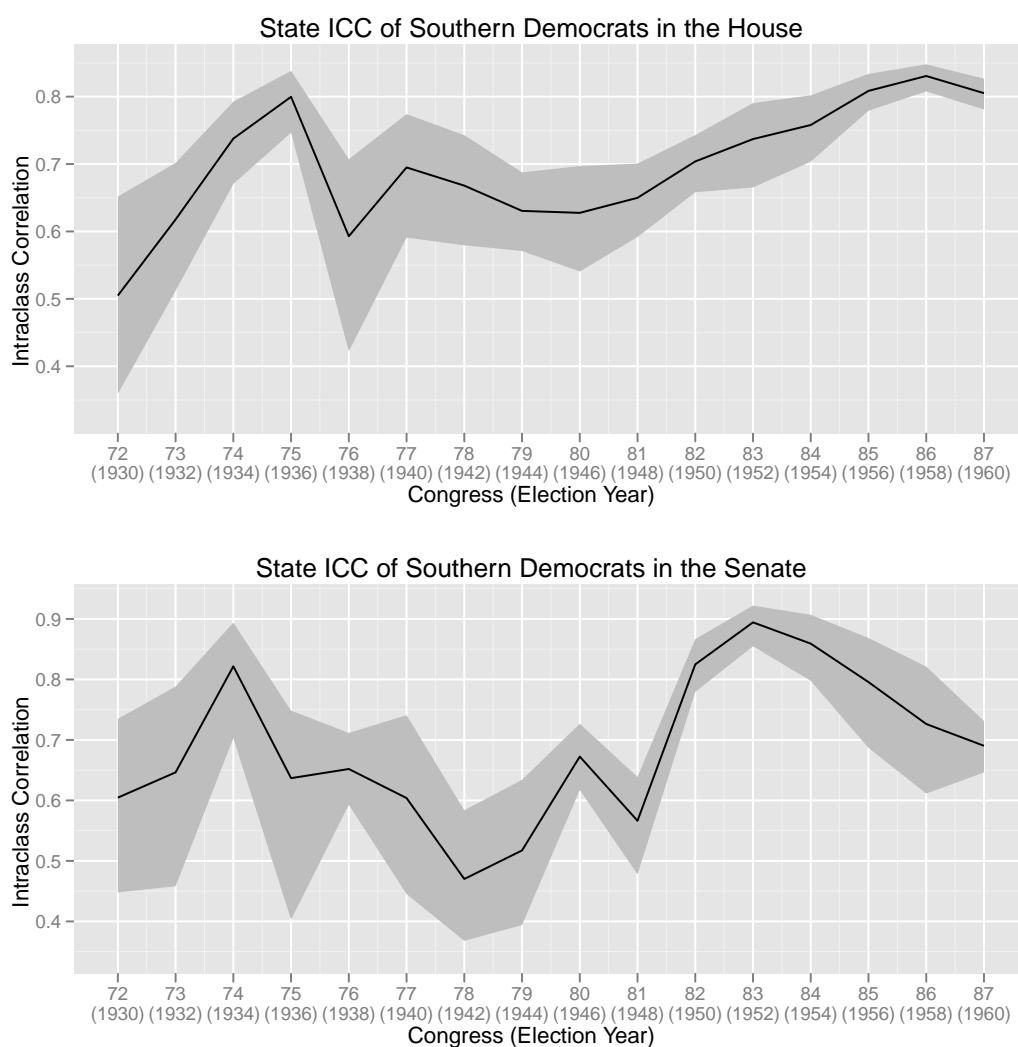 State ICC of Southern Democrats in the House
Intraclass Correlation
0.8
0.7
0.6
0.5
0.4
72 73 74 75 76 77 78 79 80 81 82 83 84 85 86 87
(1930) (1932) (1934) (1936) (1938) (1940) (1942) (1944) (1946) (1948) (1950) (1952) (1954) (1956) (1958) (1960)
Congress (Election Year)
State ICC of Southern Democrats in the Senate
Intraclass Correlation
0.9
0.8
0.7
0.6
0.5
0.4
72 73 74 75 76 77 78 79 80 81 82 83 84 85 86 87
(1930) (1932) (1934) (1936) (1938) (1940) (1942) (1944) (1946) (1948) (1950) (1952) (1954) (1956) (1958) (1960)
Congress (Election Year)